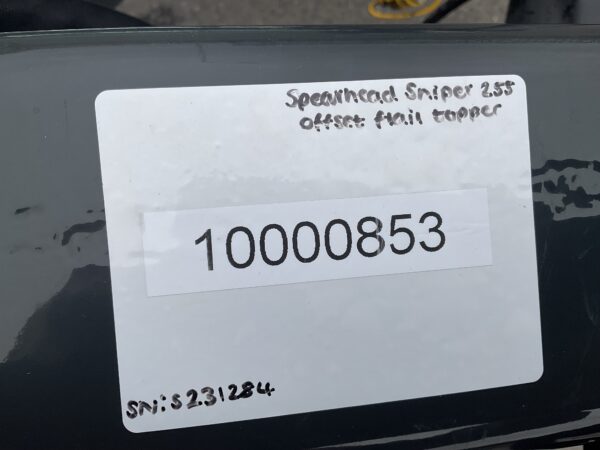 Spearhead Sniper 255
offset flail topper
10000853
SN: S231284